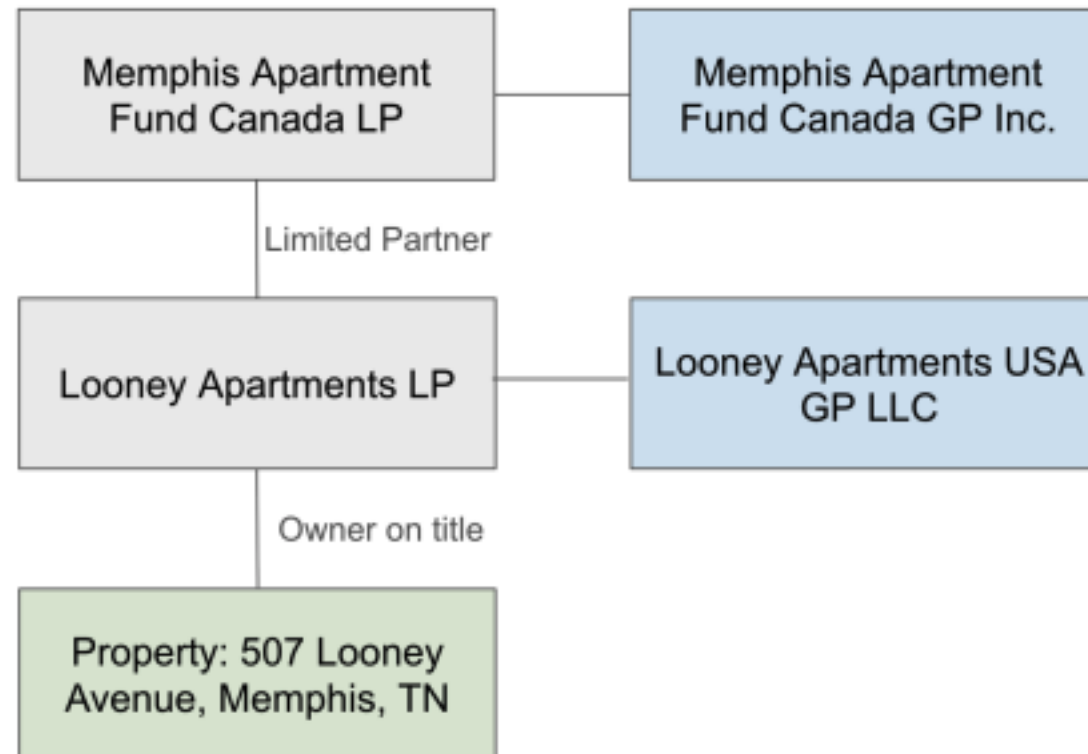 Memphis Apartment
Fund Canada LP
Memphis Apartment
Fund Canada GP Inc.
Limited Partner
Looney Apartments LP
Looney Apartments USA
GP LLC
Owner on title
Property: 507 Looney
Avenue, Memphis, TN